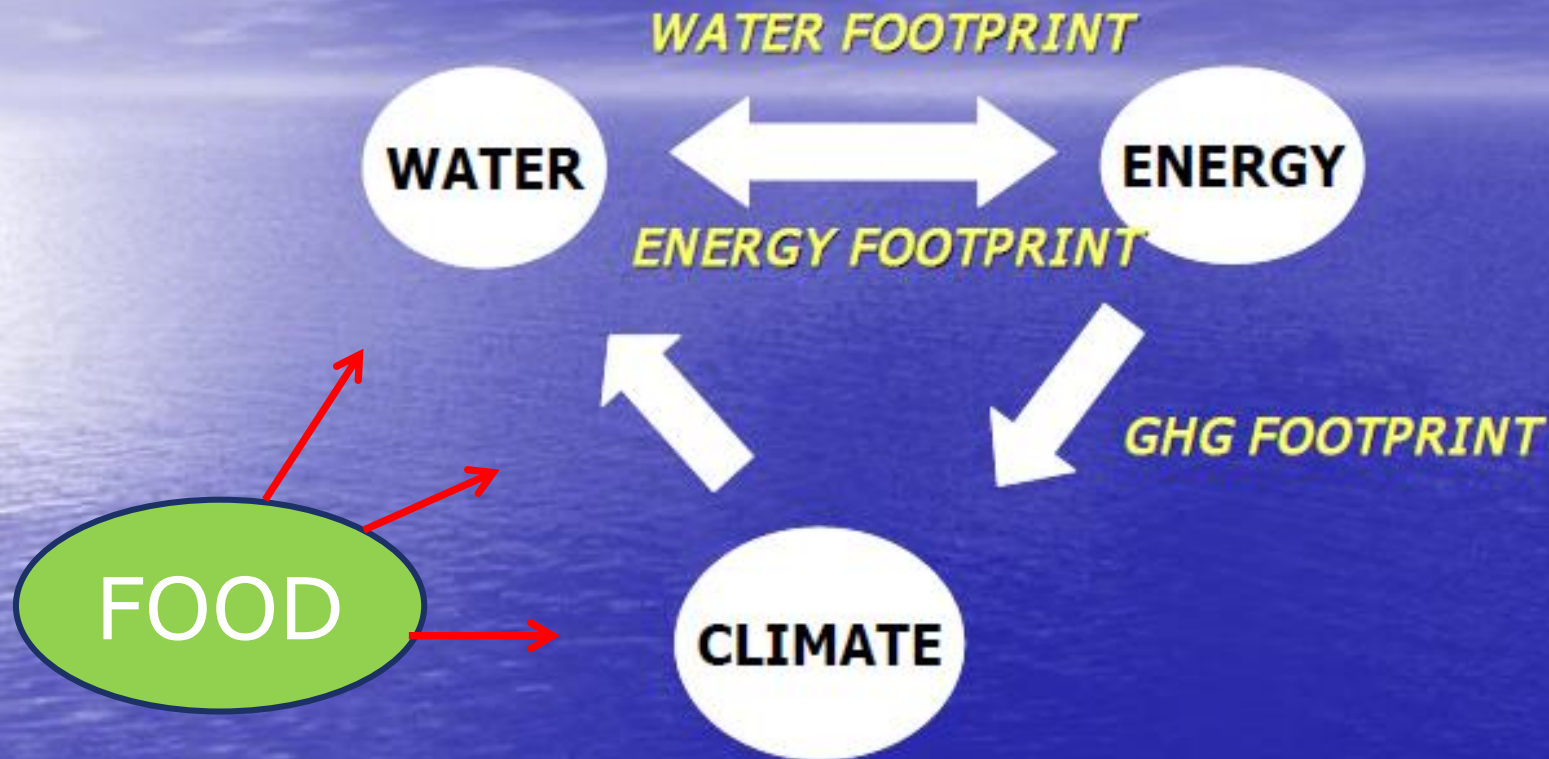 WATER FOOTPRINT
WATER
ENERGY
ENERGY FOOTPRINT
GHG FOOTPRINT
FOOD
CLIMATE